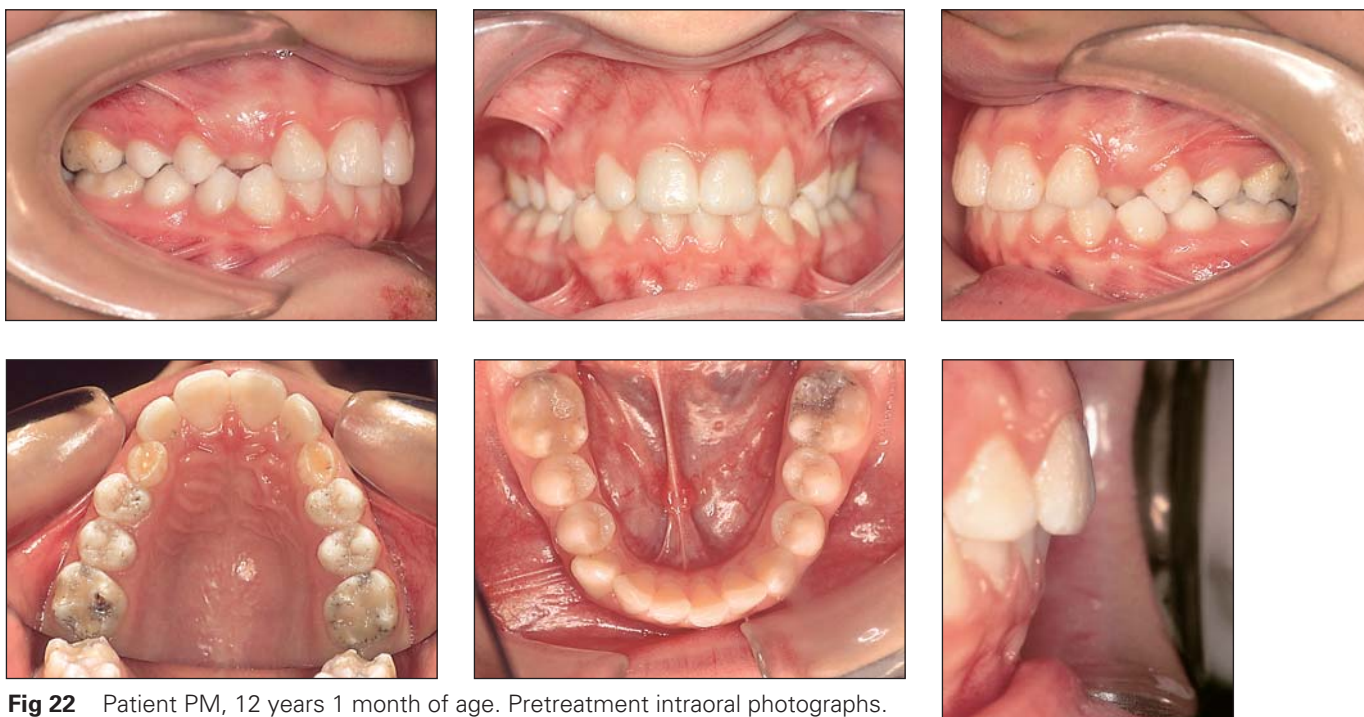 Fig 22 Patient PM, 12 years 1 month of age. Pretreatment intraoral photographs.